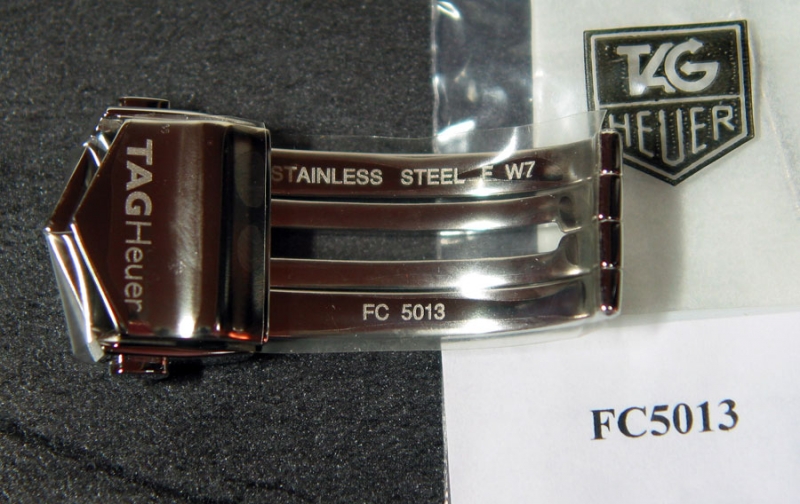 TAGHeuer
STAINLESS STEEL F W7
FC 5013
TAG
HEUER
FC5013